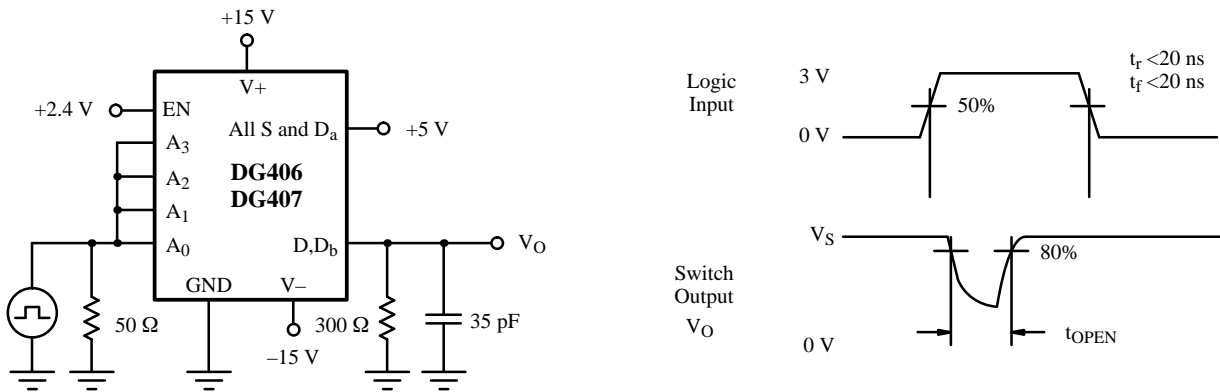 +15 V
V+
+2.4 V
EN
All S and Da
+5 V
A3
A2
A1
A0
DG406
DG407
D,Db
VO
GND
V–
50 Ω
–15 V
300 Ω
35 pF
Logic
Input
3 V
0 V
50%
tr <20 ns
tf <20 ns
VS
80%
Switch
Output
VO
0 V
tOPEN